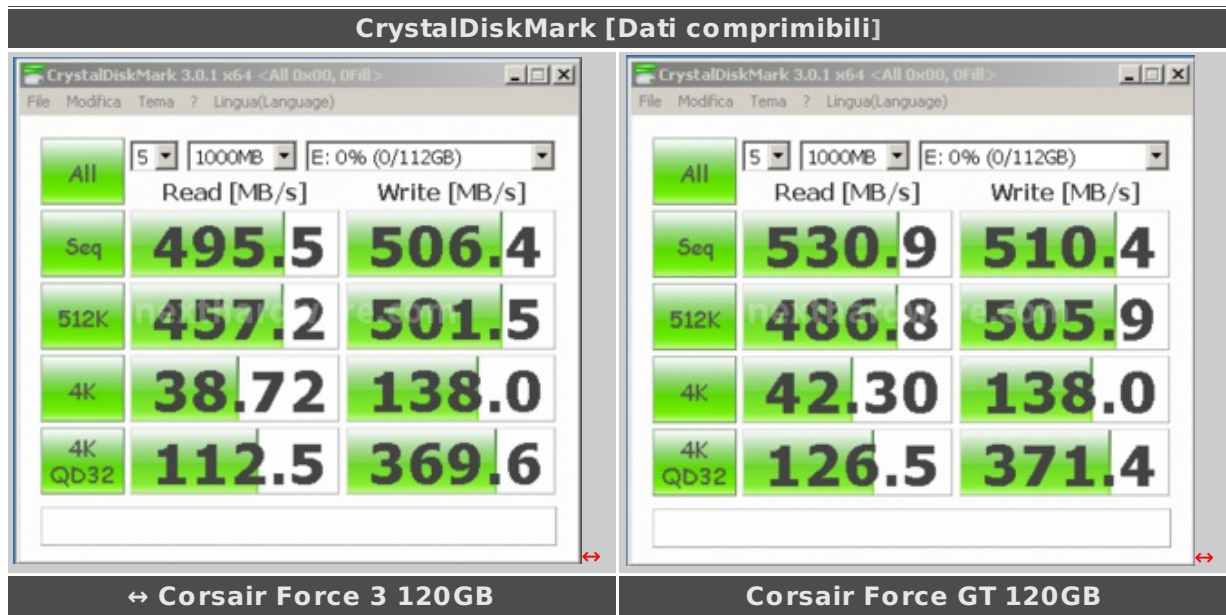 CrystalDiskMark [Dati comprimibili]
CrystalDiskMark 3.0.1 x64 <All 0x00, 0Fill>
File Modifica Tema ? Lingua(Language)
All 5 1000MB E: 0% (0/112GB)
Read [MB/s] Write [MB/s]
Seq 495.5 506.4
512K 457.2 501.5
4K 38.72 138.0
4K QD32 112.5 369.6
nexthardware.com
↔ Corsair Force 3 120GB
CrystalDiskMark 3.0.1 x64 <All 0x00, 0Fill>
File Modifica Tema ? Lingua(Language)
All 5 1000MB E: 0% (0/112GB)
Read [MB/s] Write [MB/s]
Seq 530.9 510.4
512K 486.8 505.9
4K 42.30 138.0
4K QD32 126.5 371.4
nexthardware.com
Corsair Force GT 120GB